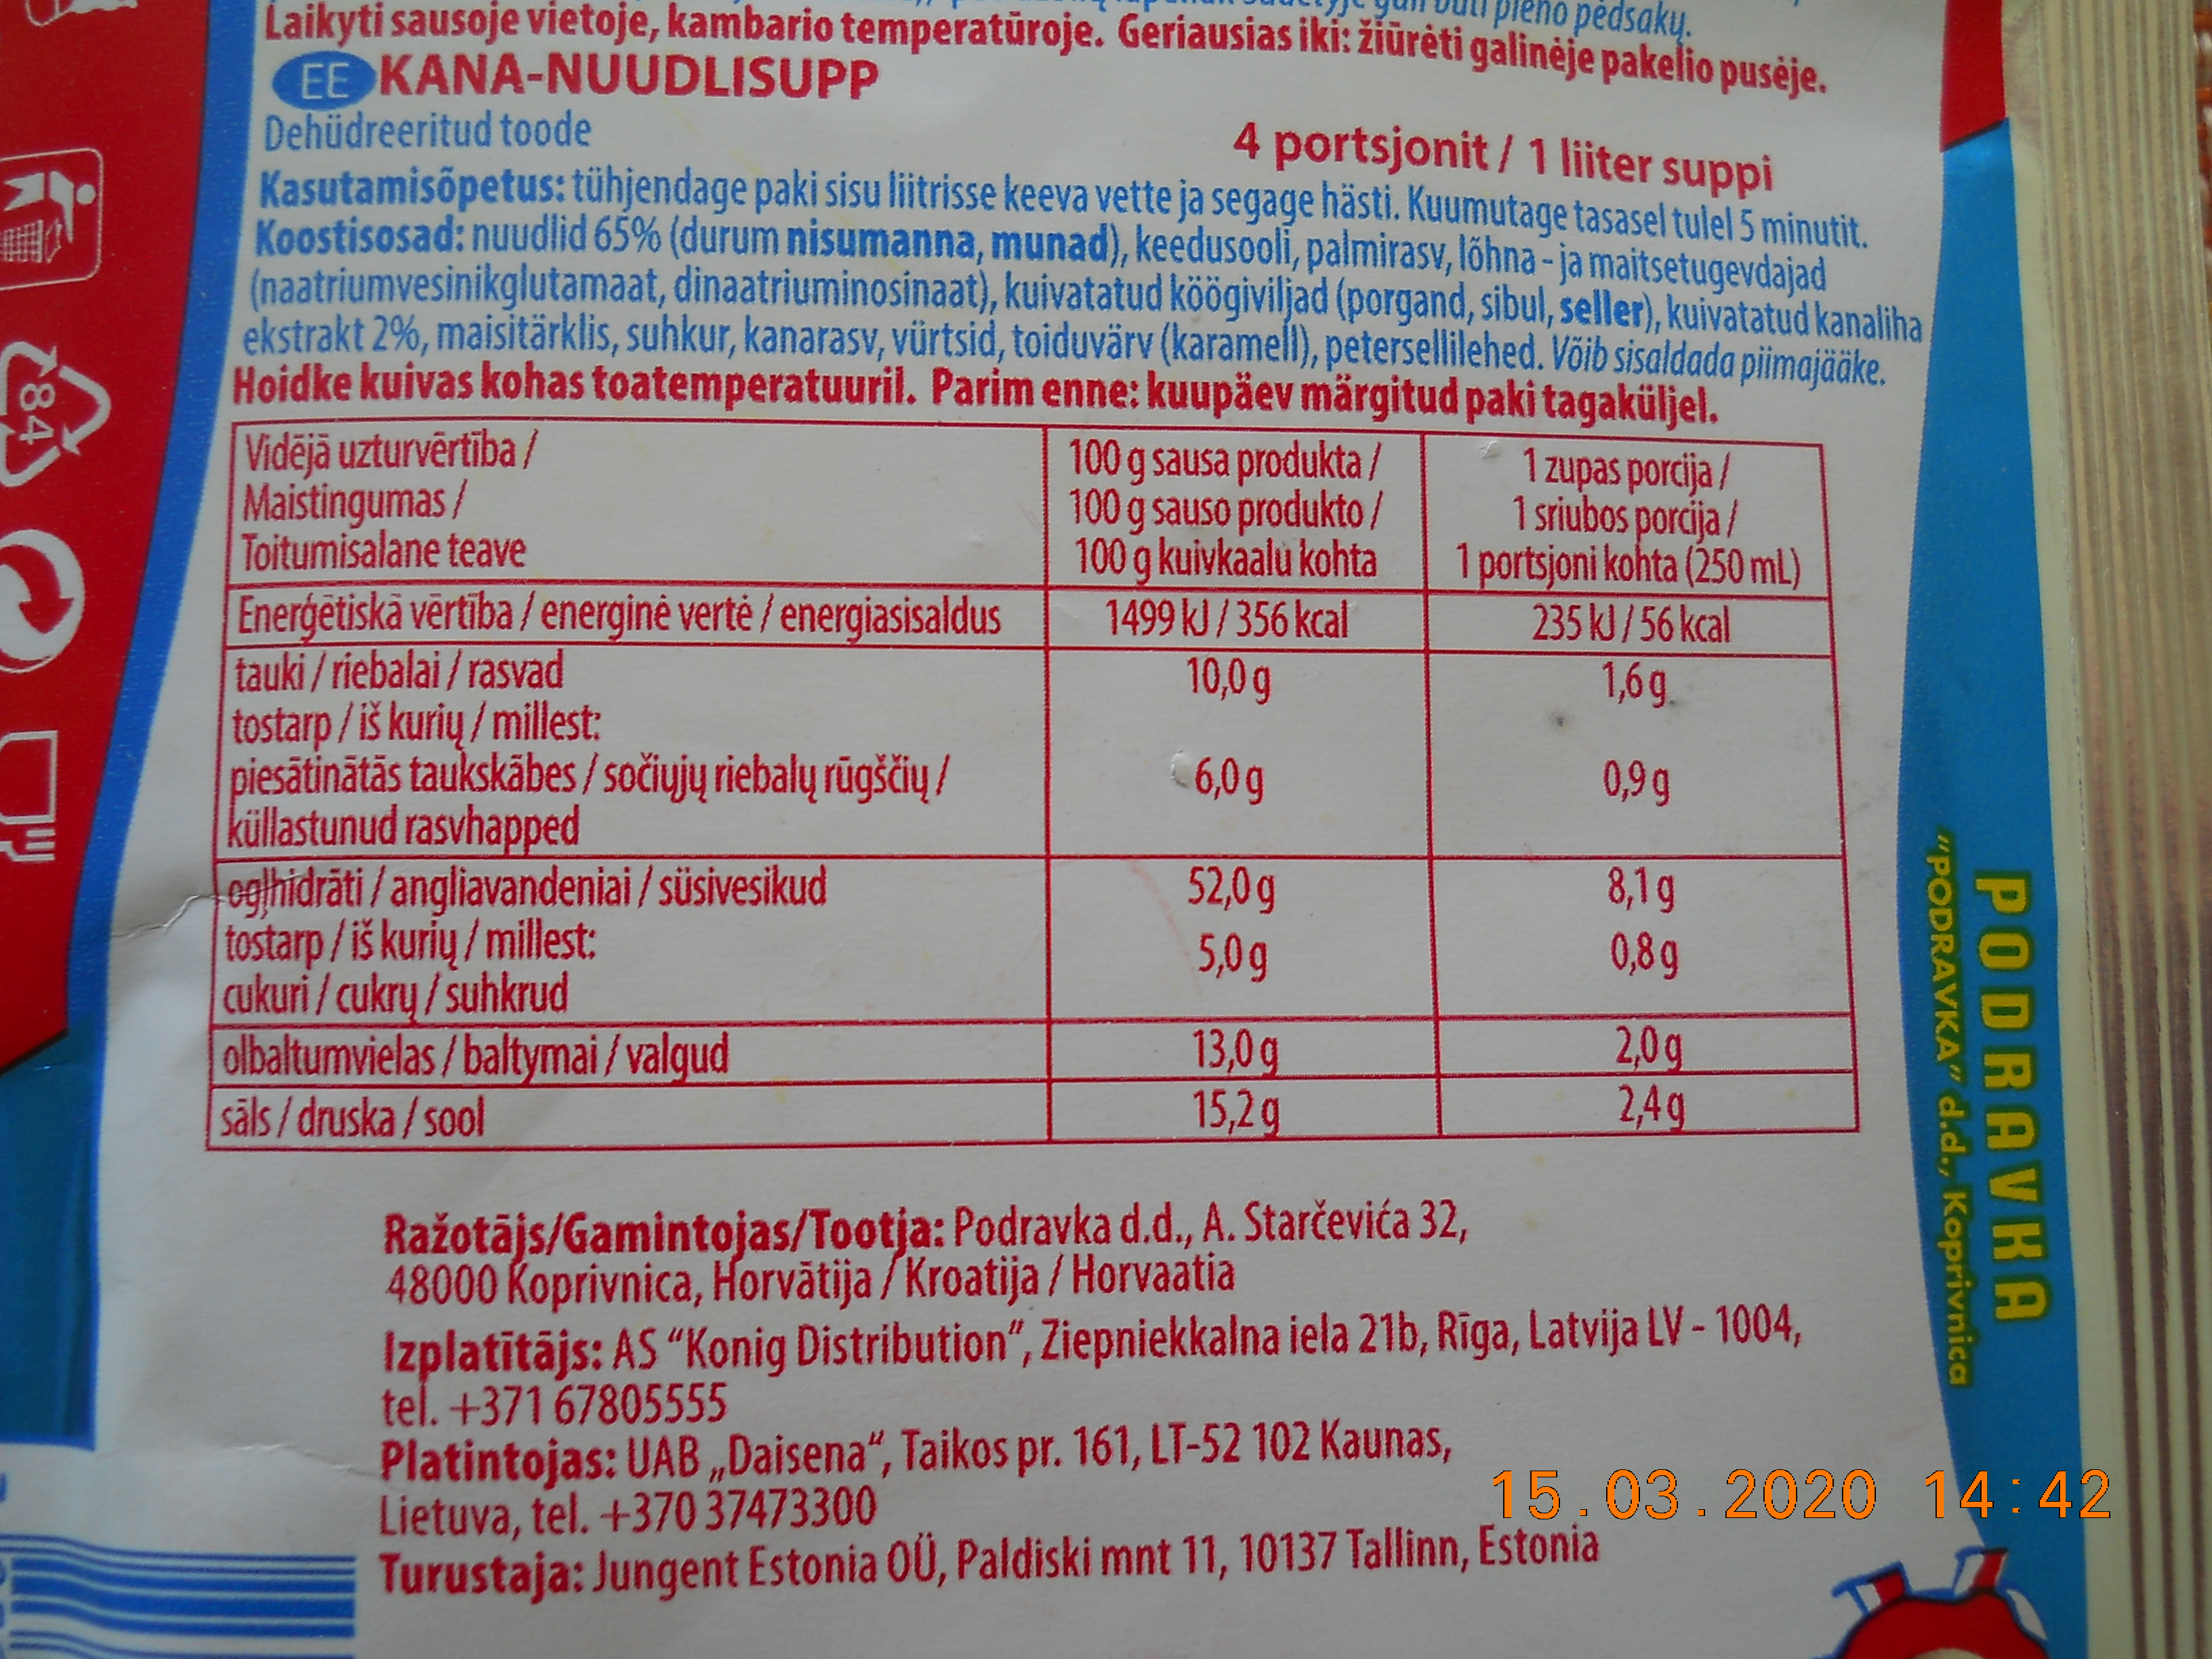 pieno pėdsakų.
Laikyti sausoje vietoje, kambario temperatūroje. Geriausias iki: žiūrėti galinėje pakelio pusėje.
EE KANA-NUUDLISUPP
Dehüdreeritud toode
4 portsjonit / 1 liiter suppi
Kasutamisõpetus: tühjendage paki sisu liitrisse keeva vette ja segage hästi. Kuumutage tasasel tulel 5 minutit.
Koostisosad: nuudlid 65% (durum nisumanna, munad), keedusooli, palmirasv, lõhna - ja maitsetugevdajad
(naatriumvesinikglutamaat, dinaatriuminosinaat), kuivatatud köögiviljad (porgand, sibul, seller), kuivatatud kanaliha
ekstrakt 2%, maisitärklis, suhkur, kanarasv, vürtsid, toiduvärv (karamell), petersellilehed. Võib sisaldada piimajääke.
Hoidke kuivas kohas toatemperatuuril. Parim enne: kuupäev märgitud paki tagaküljel.
Vidējā uzturvērtība /
Maistingumas /
Toitumisalane teave
100 g sausa produkta /
100 g sauso produkto /
100 g kuivkaalu kohta
1 zupas porcija /
1 sriubos porcija /
1 portsjoni kohta (250 mL)
Enerģētiskā vērtība / energinė vertė / energiasisaldus 1499 kJ / 356 kcal 235 kJ / 56 kcal
tauki / riebalai / rasvad 10,0 g 1,6 g
tostarp / iš kurių / millest:
piesātinātās taukskābes / sočiųjų riebalų rūgščių / 6,0 g 0,9 g
küllastunud rasvhapped
ogļhidrāti / angliavandeniai / süsivesikud 52,0 g 8,1 g
tostarp / iš kurių / millest: 5,0 g 0,8 g
cukuri / cukrų / suhkrud
olbaltumvielas / baltymai / valgud 13,0 g 2,0 g
sāls / druska / sool 15,2 g 2,4 g
Ražotājs/Gamintojas/Tootja: Podravka d.d., A. Starčevića 32,
48000 Koprivnica, Horvātija / Kroatija / Horvaatia
Izplatītājs: AS “Konig Distribution“, Ziepniekkalna iela 21b, Rīga, Latvija LV - 1004,
tel. +371 67805555
Platintojas: UAB „Daisena“, Taikos pr. 161, LT-52 102 Kaunas,
Lietuva, tel. +370 37473300
Turustaja: Jungent Estonia OÜ, Paldiski mnt 11, 10137 Tallinn, Estonia
PODRAVKA
"PODRAVKA" d.d., Koprivnica
84
15.03.2020 14:42